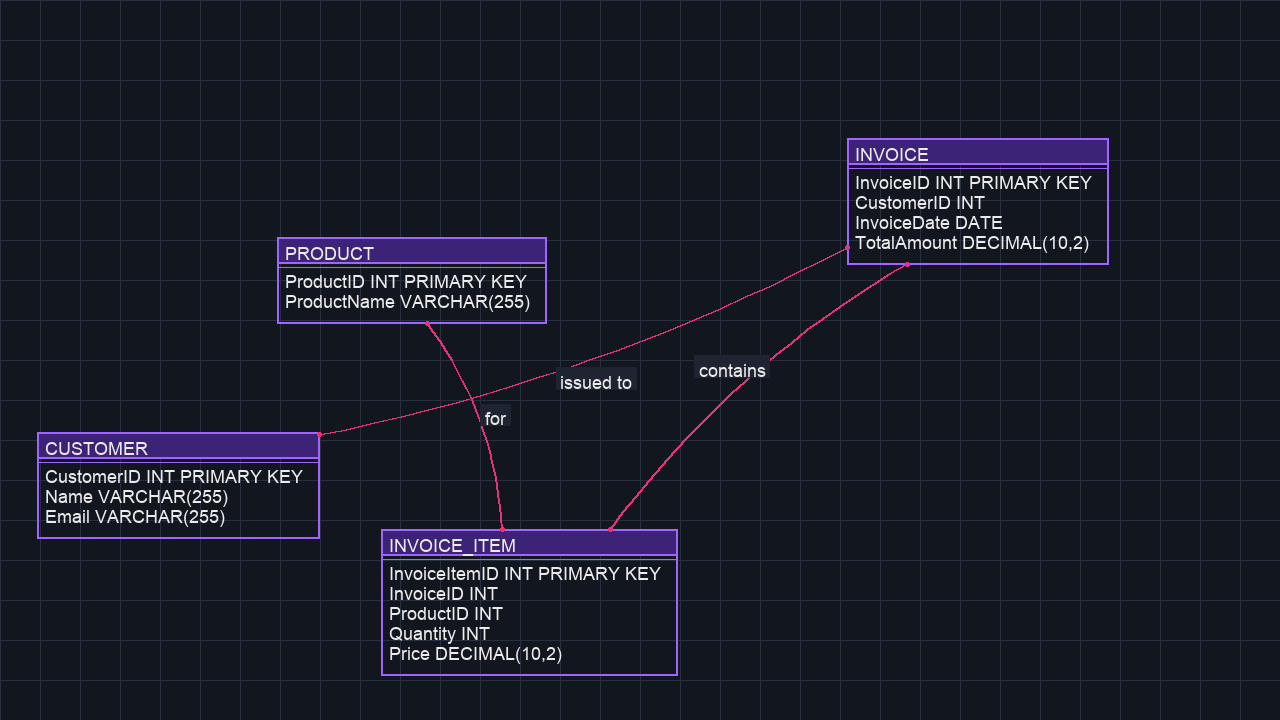 INVOICE
InvoiceID INT PRIMARY KEY
CustomerID INT
InvoiceDate DATE
TotalAmount DECIMAL(10,2)
PRODUCT
ProductID INT PRIMARY KEY
ProductName VARCHAR(255)
contains
issued to
for
CUSTOMER
CustomerID INT PRIMARY KEY
Name VARCHAR(255)
Email VARCHAR(255)
INVOICE_ITEM
InvoiceItemID INT PRIMARY KEY
InvoiceID INT
ProductID INT
Quantity INT
Price DECIMAL(10,2)